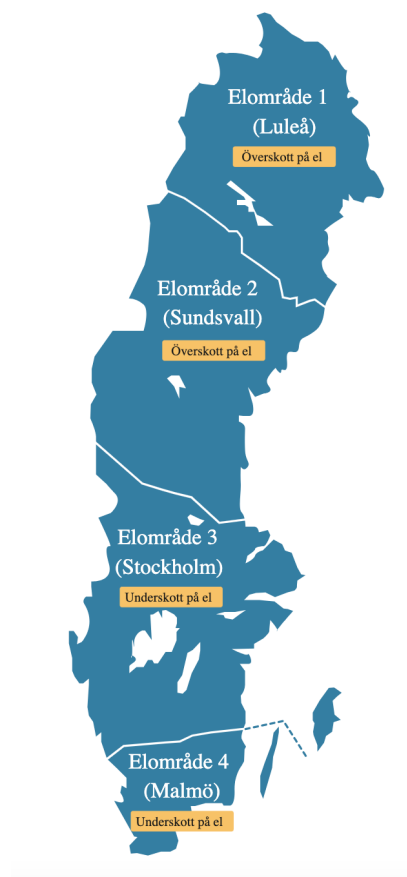 Elområde 1
(Luleå)
Överskott på el
Elområde 2
(Sundsvall)
Överskott på el
Elområde 3
(Stockholm)
Underskott på el
Elområde 4
(Malmö)
Underskott på el